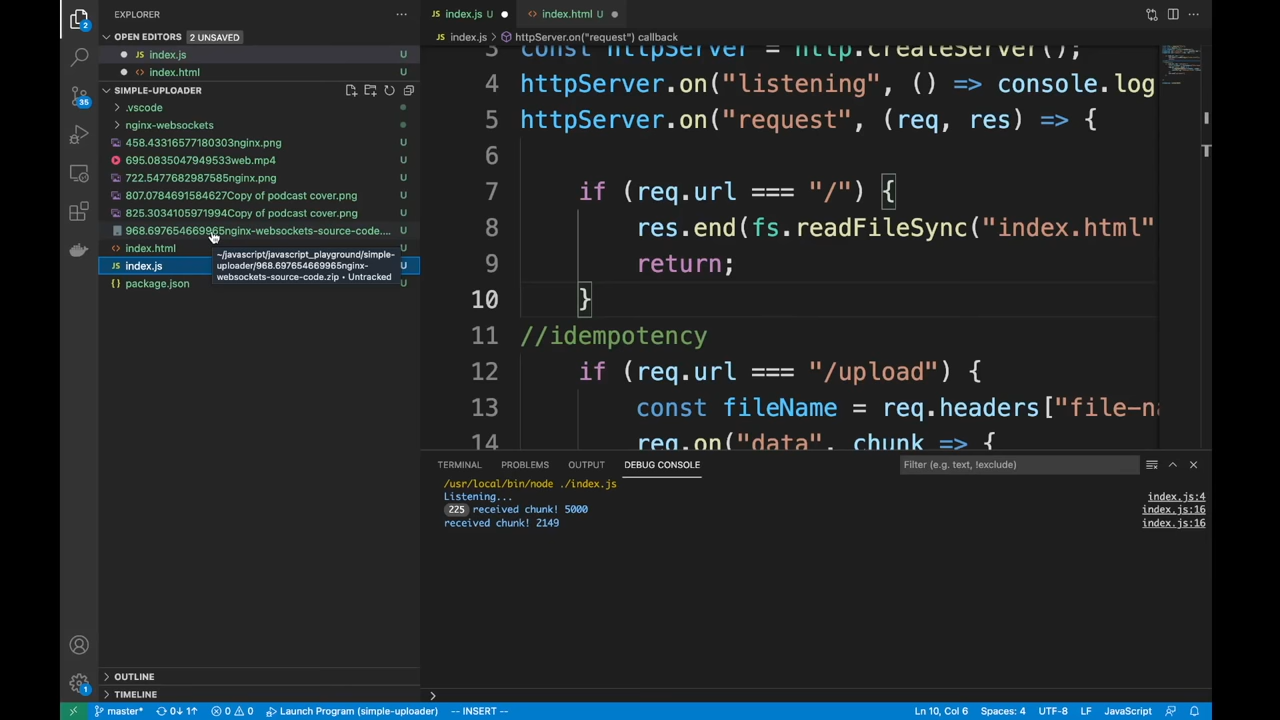 EXPLORER
OPEN EDITORS 2 UNSAVED
JS index.js U
<> index.html U
SIMPLE-UPLOADER
.vscode
nginx-websockets
458.43316577180303nginx.png U
695.0835047949533web.mp4 U
722.5477682987585nginx.png U
807.0784691584627Copy of podcast cover.png U
825.3034105971994Copy of podcast cover.png U
968.697654669965nginx-websockets-source-code.... U
<> index.html U
JS index.js U
{} package.json U
~/javascript/javascript_playground/simple-
uploader/968.697654669965nginx-
websockets-source-code.zip • Untracked
OUTLINE
TIMELINE
2
35
1
JS index.js U ● <> index.html U ●
JS index.js > httpServer.on("request") callback
3 const httpServer = http.createServer();
4 httpServer.on("listening", () => console.log
5 httpServer.on("request", (req, res) => {
6
7 if (req.url === "/") {
8 res.end(fs.readFileSync("index.html"
9 return;
10 }
11 //idempotency
12 if (req.url === "/upload") {
13 const fileName = req.headers["file-na
14 req.on("data", chunk => {
TERMINAL PROBLEMS OUTPUT DEBUG CONSOLE Filter (e.g. text, !exclude)
/usr/local/bin/node ./index.js
Listening... index.js:4
225 received chunk! 5000 index.js:16
received chunk! 2149 index.js:16
>
master* 0↓ 1↑ 0 0 Launch Program (simple-uploader) -- INSERT -- Ln 10, Col 6 Spaces: 4 UTF-8 LF JavaScript